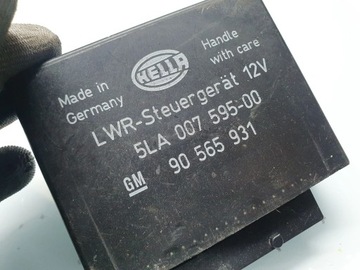 Made in
Germany
HELLA
Handle
with care
LWR-Steuergerät 12V
5LA 007 595-00
GM
90 565 931